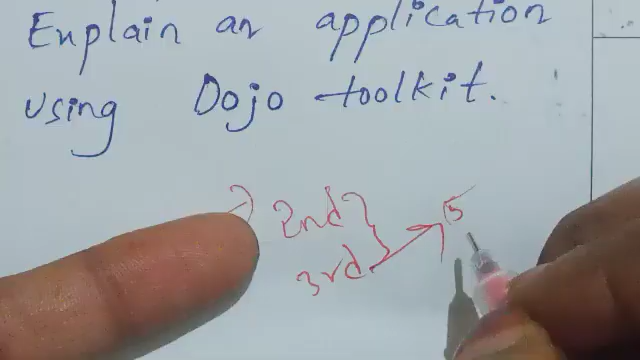 Explain an application
using Dojo toolkit.
2nd }
3rd → 5